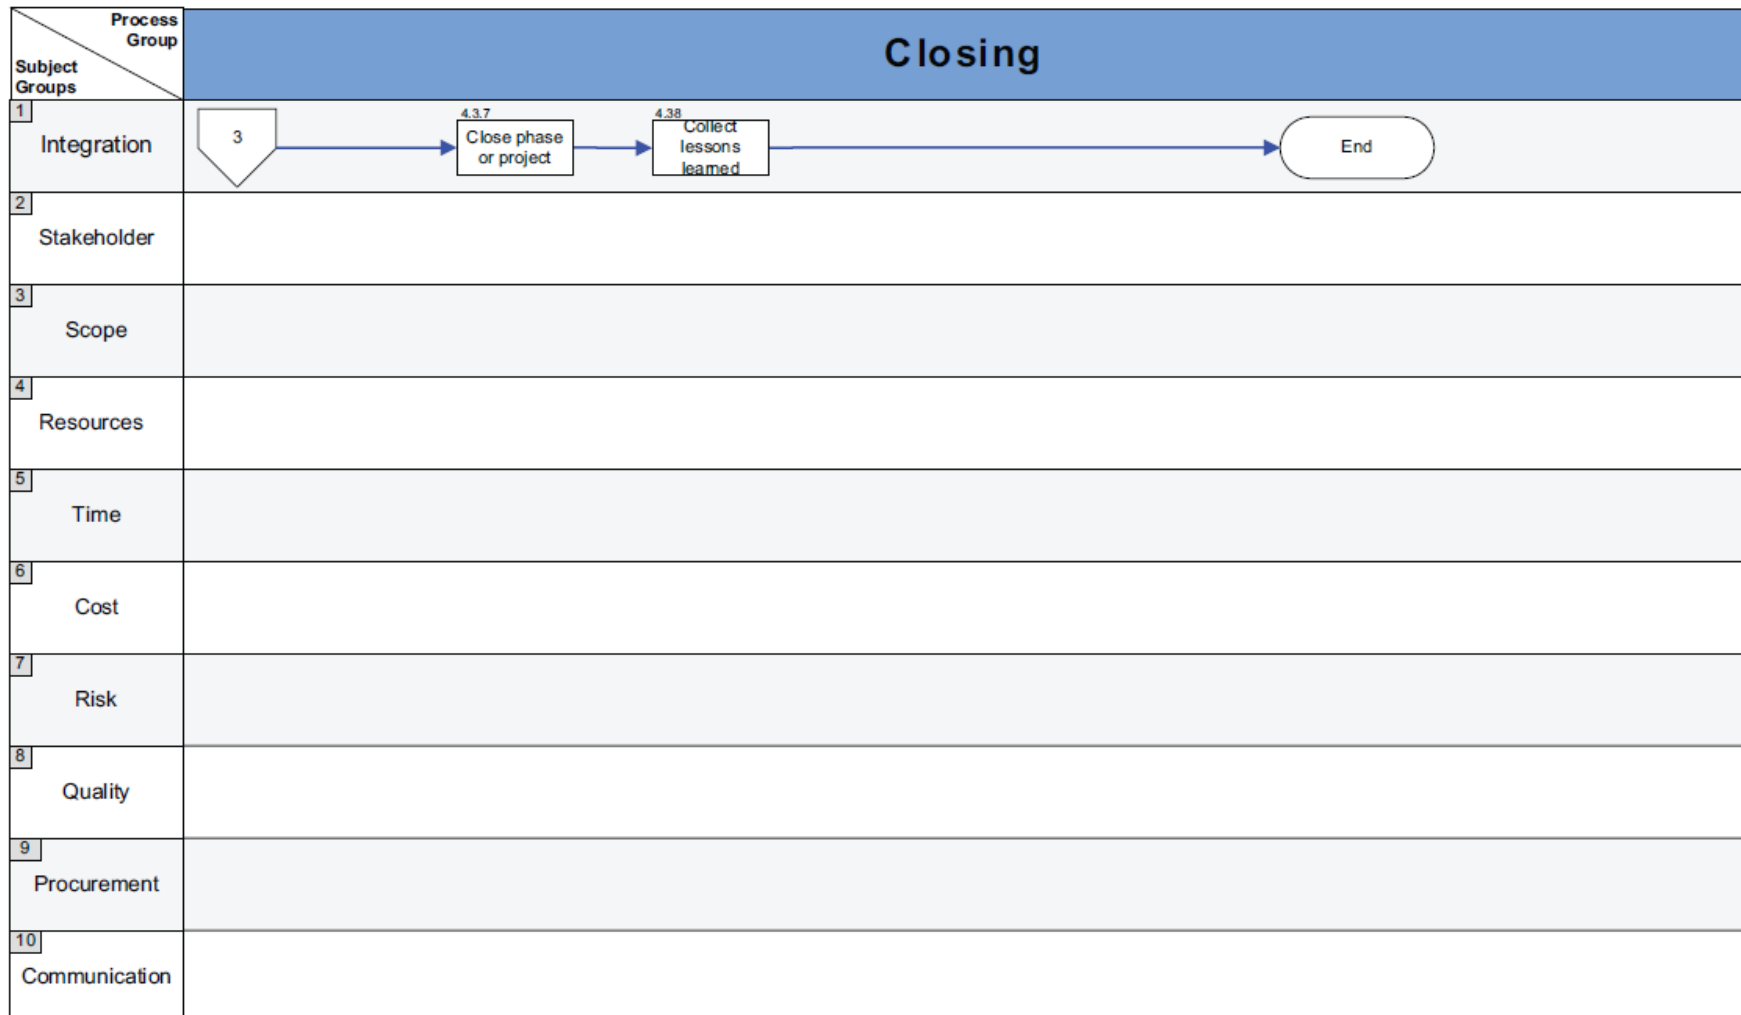 Process
Group
Subject
Groups
Closing
1
Integration
3
4.3.7
Close phase
or project
4.38
Collect
lessons
learned
End
2
Stakeholder
3
Scope
4
Resources
5
Time
6
Cost
7
Risk
8
Quality
9
Procurement
10
Communication